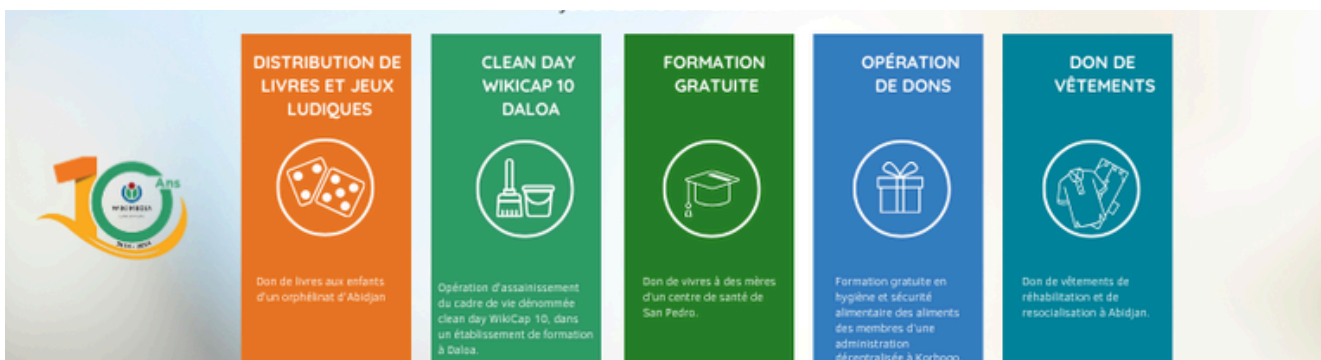 10 Ans
WIKIMEDIA
DISTRIBUTION DE
LIVRES ET JEUX
LUDIQUES
Don de livres aux enfants
d'un orphélinat d'Abidjan
CLEAN DAY
WIKICAP 10
DALOA
Opération d'assainissement
du cadre de vie dénommée
clean day WikiCap 10, dans
un établissement de formation
à Daloa.
FORMATION
GRATUITE
Don de vivres à des mères
d'un centre de santé de
San Pedro.
OPÉRATION
DE DONS
Formation gratuite en
hygiène et sécurité
alimentaire des aliments
des membres d'une
administration
décentralisée à Korhogo
DON DE
VÊTEMENTS
Don de vêtements de
réhabilitation et de
resocialisation à Abidjan.